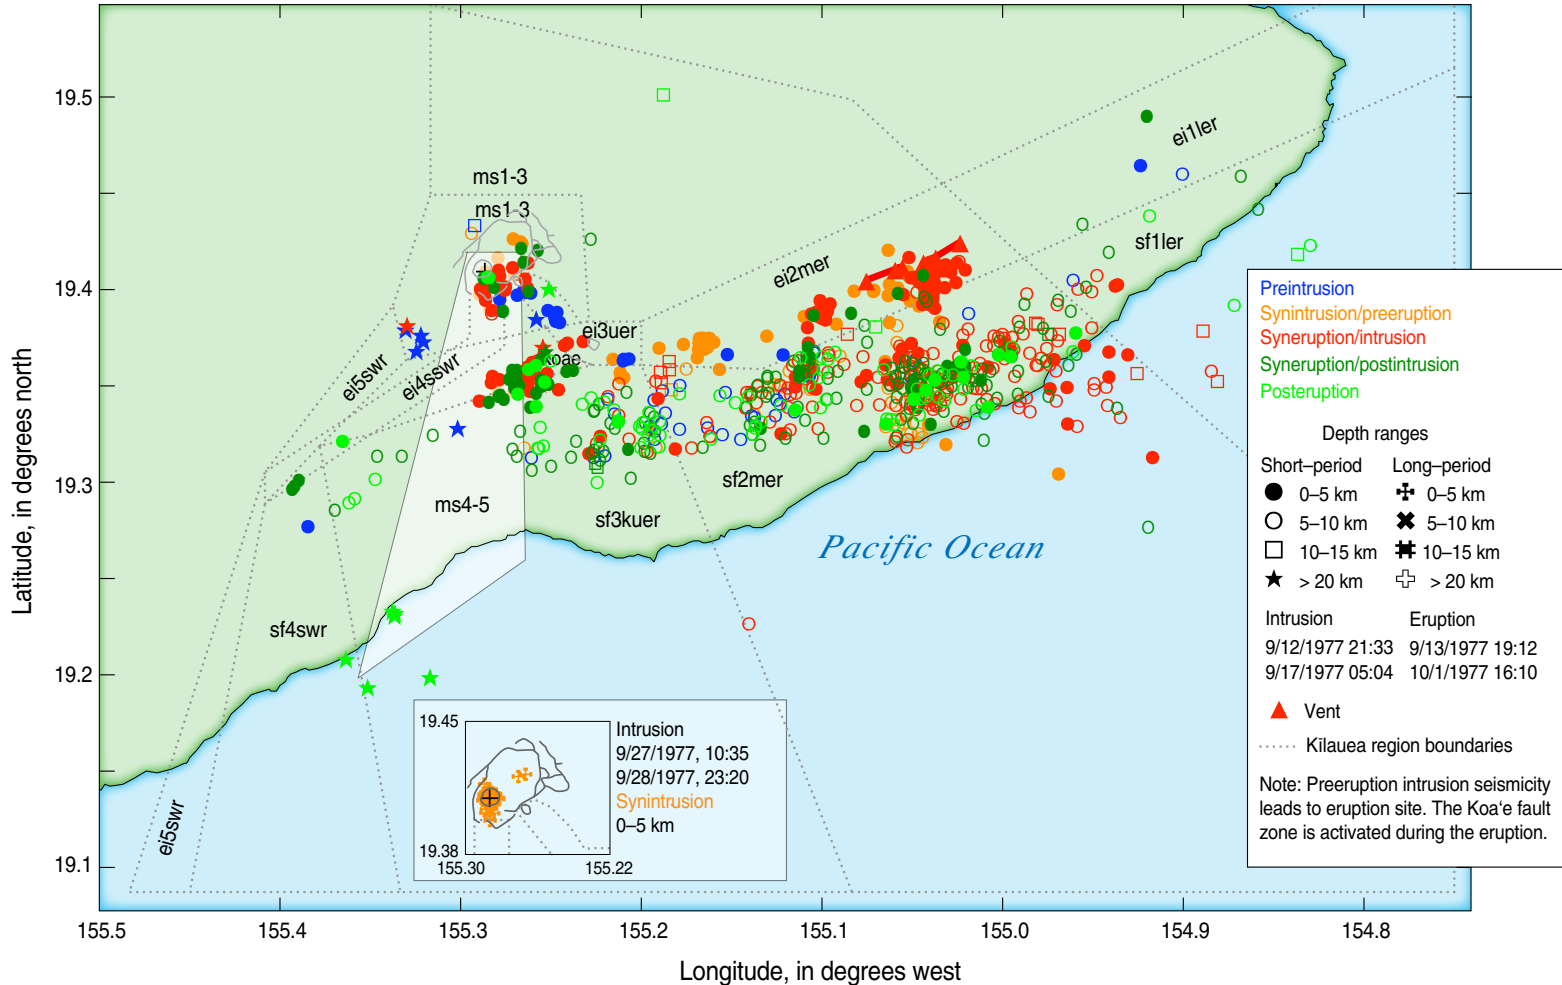 19.5
19.4
19.3
19.2
19.1
Latitude, in degrees north
155.5
155.4
155.3
155.2
155.1
155.0
154.9
154.8
Longitude, in degrees west
ms1-3
ms1-3
ei1ler
sf1ler
ei2mer
ei3uer
koae
ei5swr
ei4sswr
sf2mer
ms4-5
sf3kuer
Pacific Ocean
sf4swr
ei5swr
19.45
19.38
155.30
155.22
Intrusion
9/27/1977, 10:35
9/28/1977, 23:20
Synintrusion
0–5 km
Preintrusion
Synintrusion/preeruption
Syneruption/intrusion
Syneruption/postintrusion
Posteruption
Depth ranges
Short–period Long–period
0–5 km 0–5 km
5–10 km 5–10 km
10–15 km 10–15 km
> 20 km > 20 km
Intrusion Eruption
9/12/1977 21:33 9/13/1977 19:12
9/17/1977 05:04 10/1/1977 16:10
Vent
Kīlauea region boundaries
Note: Preeruption intrusion seismicity
leads to eruption site. The Koa‘e fault
zone is activated during the eruption.